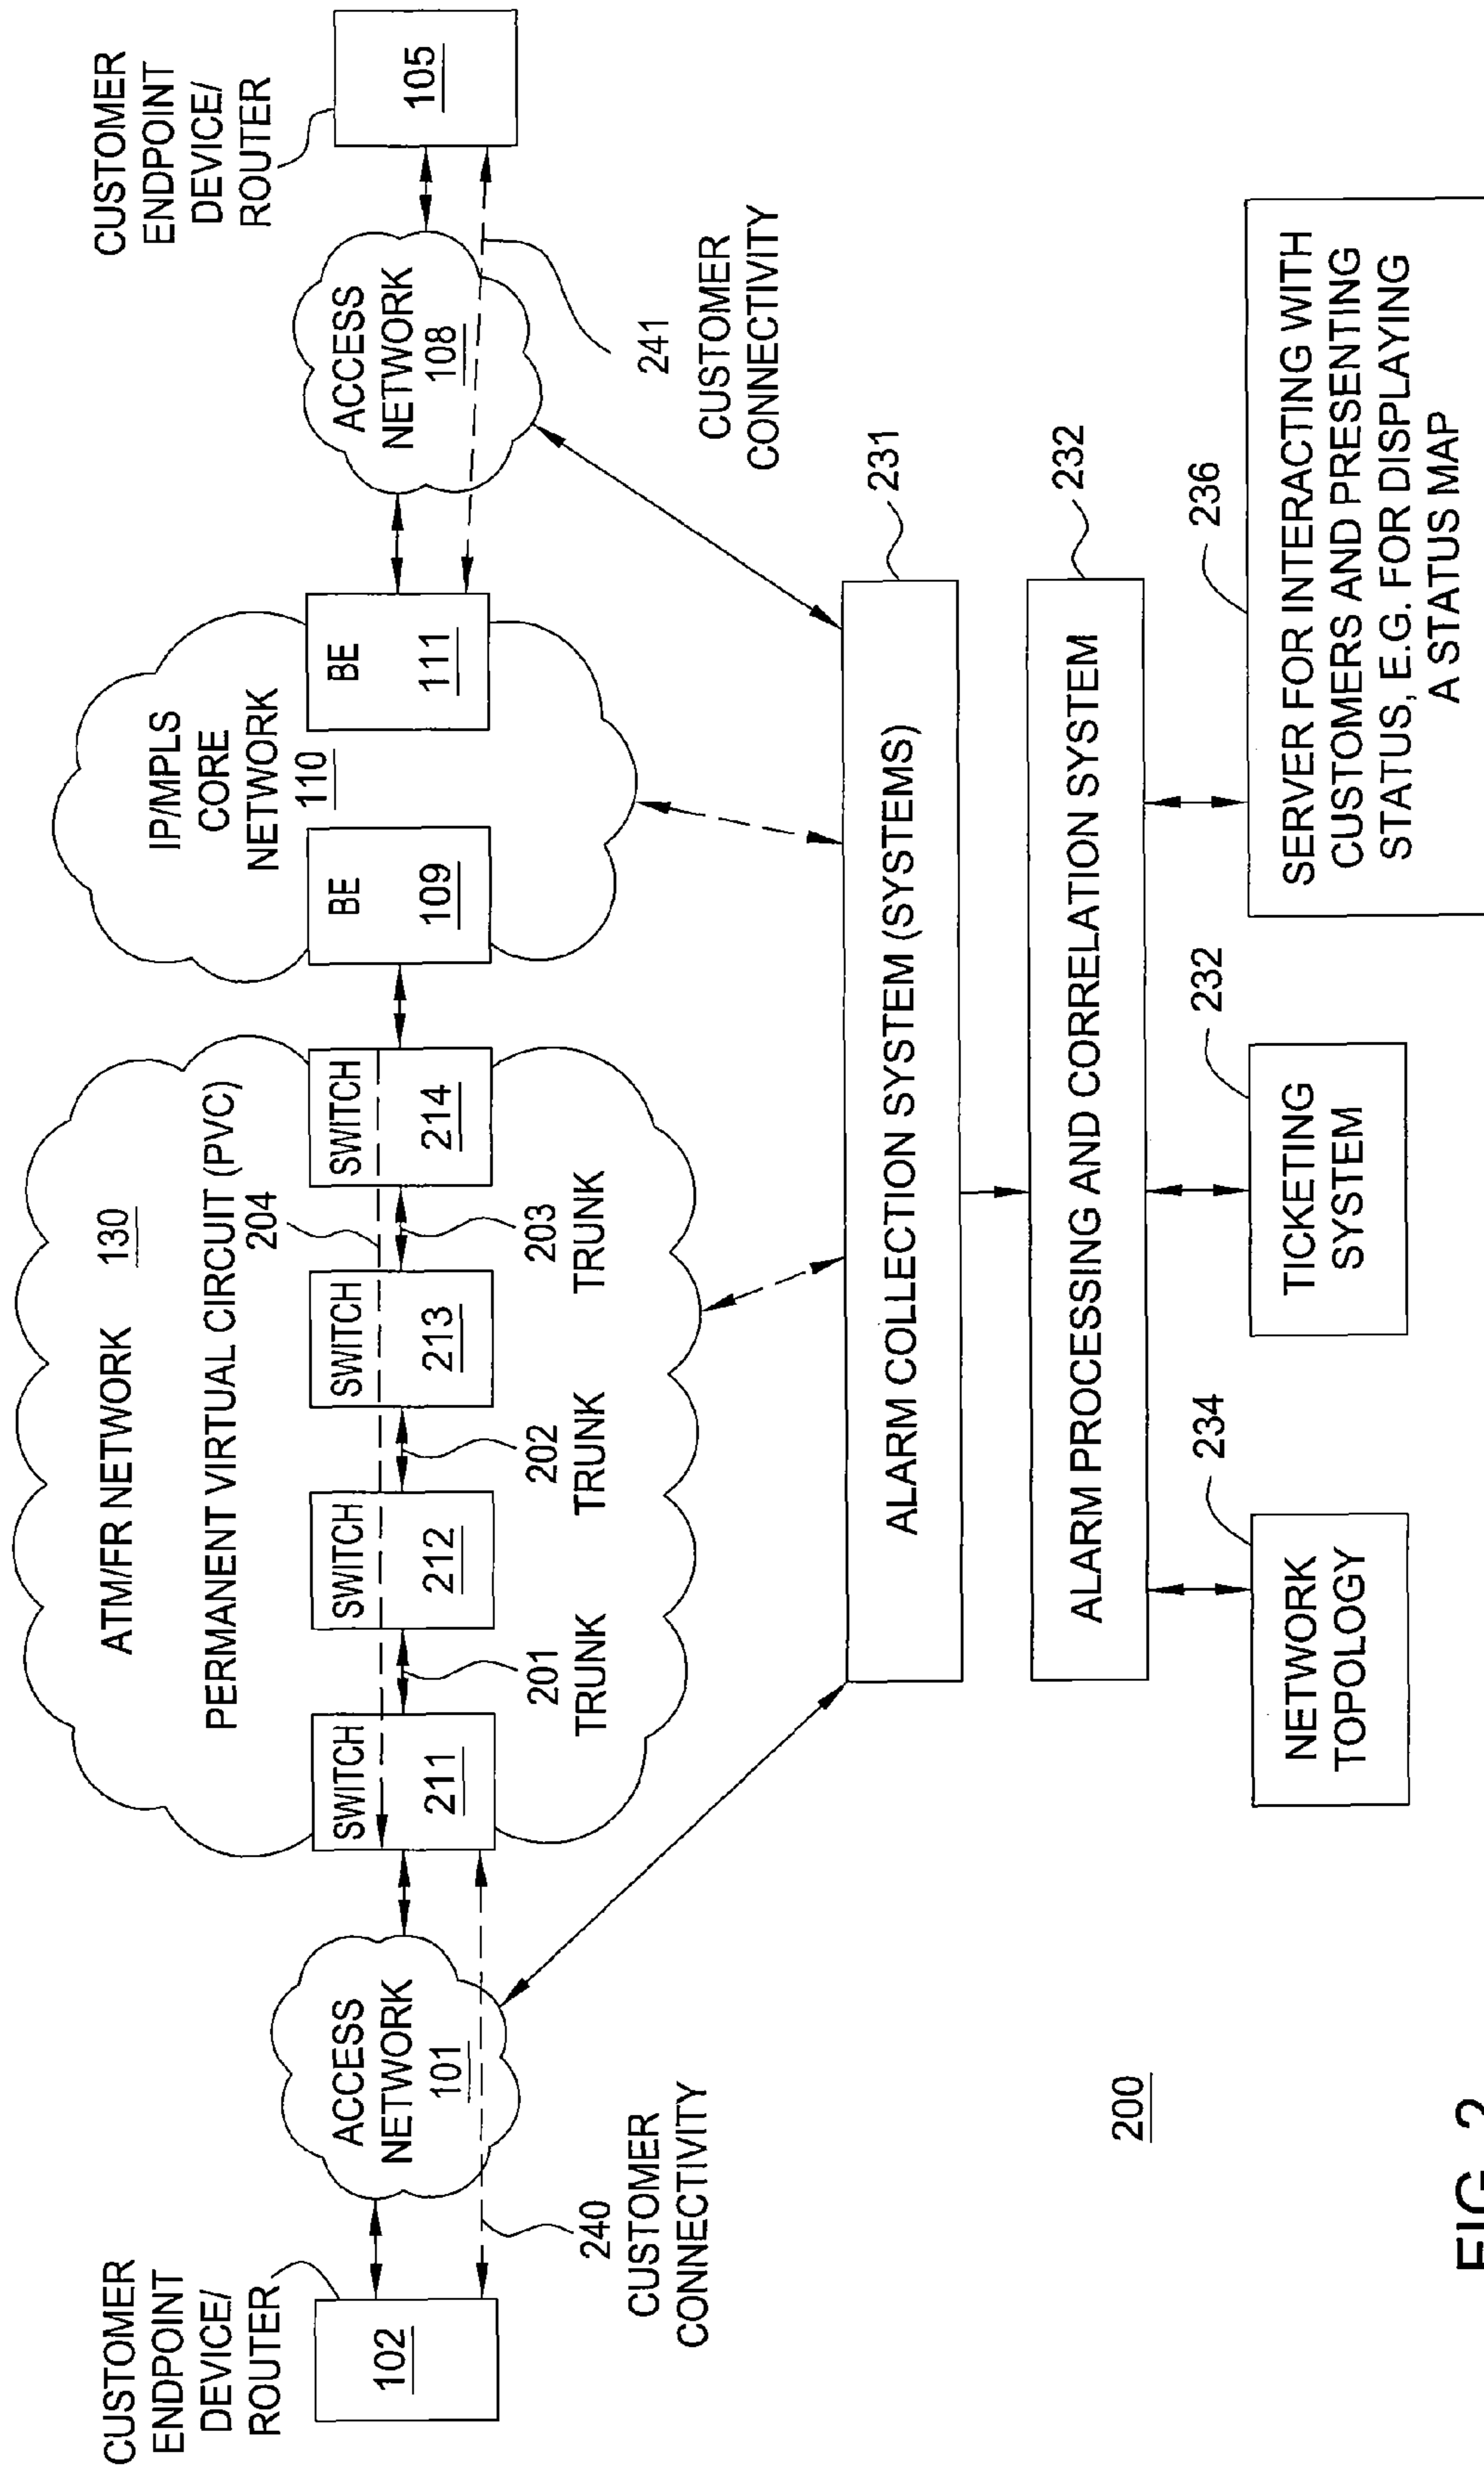 CUSTOMER
ENDPOINT
DEVICE/
ROUTER
102
240
CUSTOMER
CONNECTIVITY
ACCESS
NETWORK
101
ATM/FR NETWORK 130
PERMANENT VIRTUAL CIRCUIT (PVC)
204
SWITCH
211
SWITCH
212
SWITCH
213
SWITCH
214
201
TRUNK
202
TRUNK
203
TRUNK
IP/MPLS
CORE
NETWORK
110
BE
109
BE
111
ACCESS
NETWORK
108
CUSTOMER
ENDPOINT
DEVICE/
ROUTER
105
241
CUSTOMER
CONNECTIVITY
ALARM COLLECTION SYSTEM (SYSTEMS)
231
ALARM PROCESSING AND CORRELATION SYSTEM
232
NETWORK
TOPOLOGY
234
TICKETING
SYSTEM
232
SERVER FOR INTERACTING WITH
CUSTOMERS AND PRESENTING
STATUS, E.G. FOR DISPLAYING
A STATUS MAP
236
200
FIG. 2